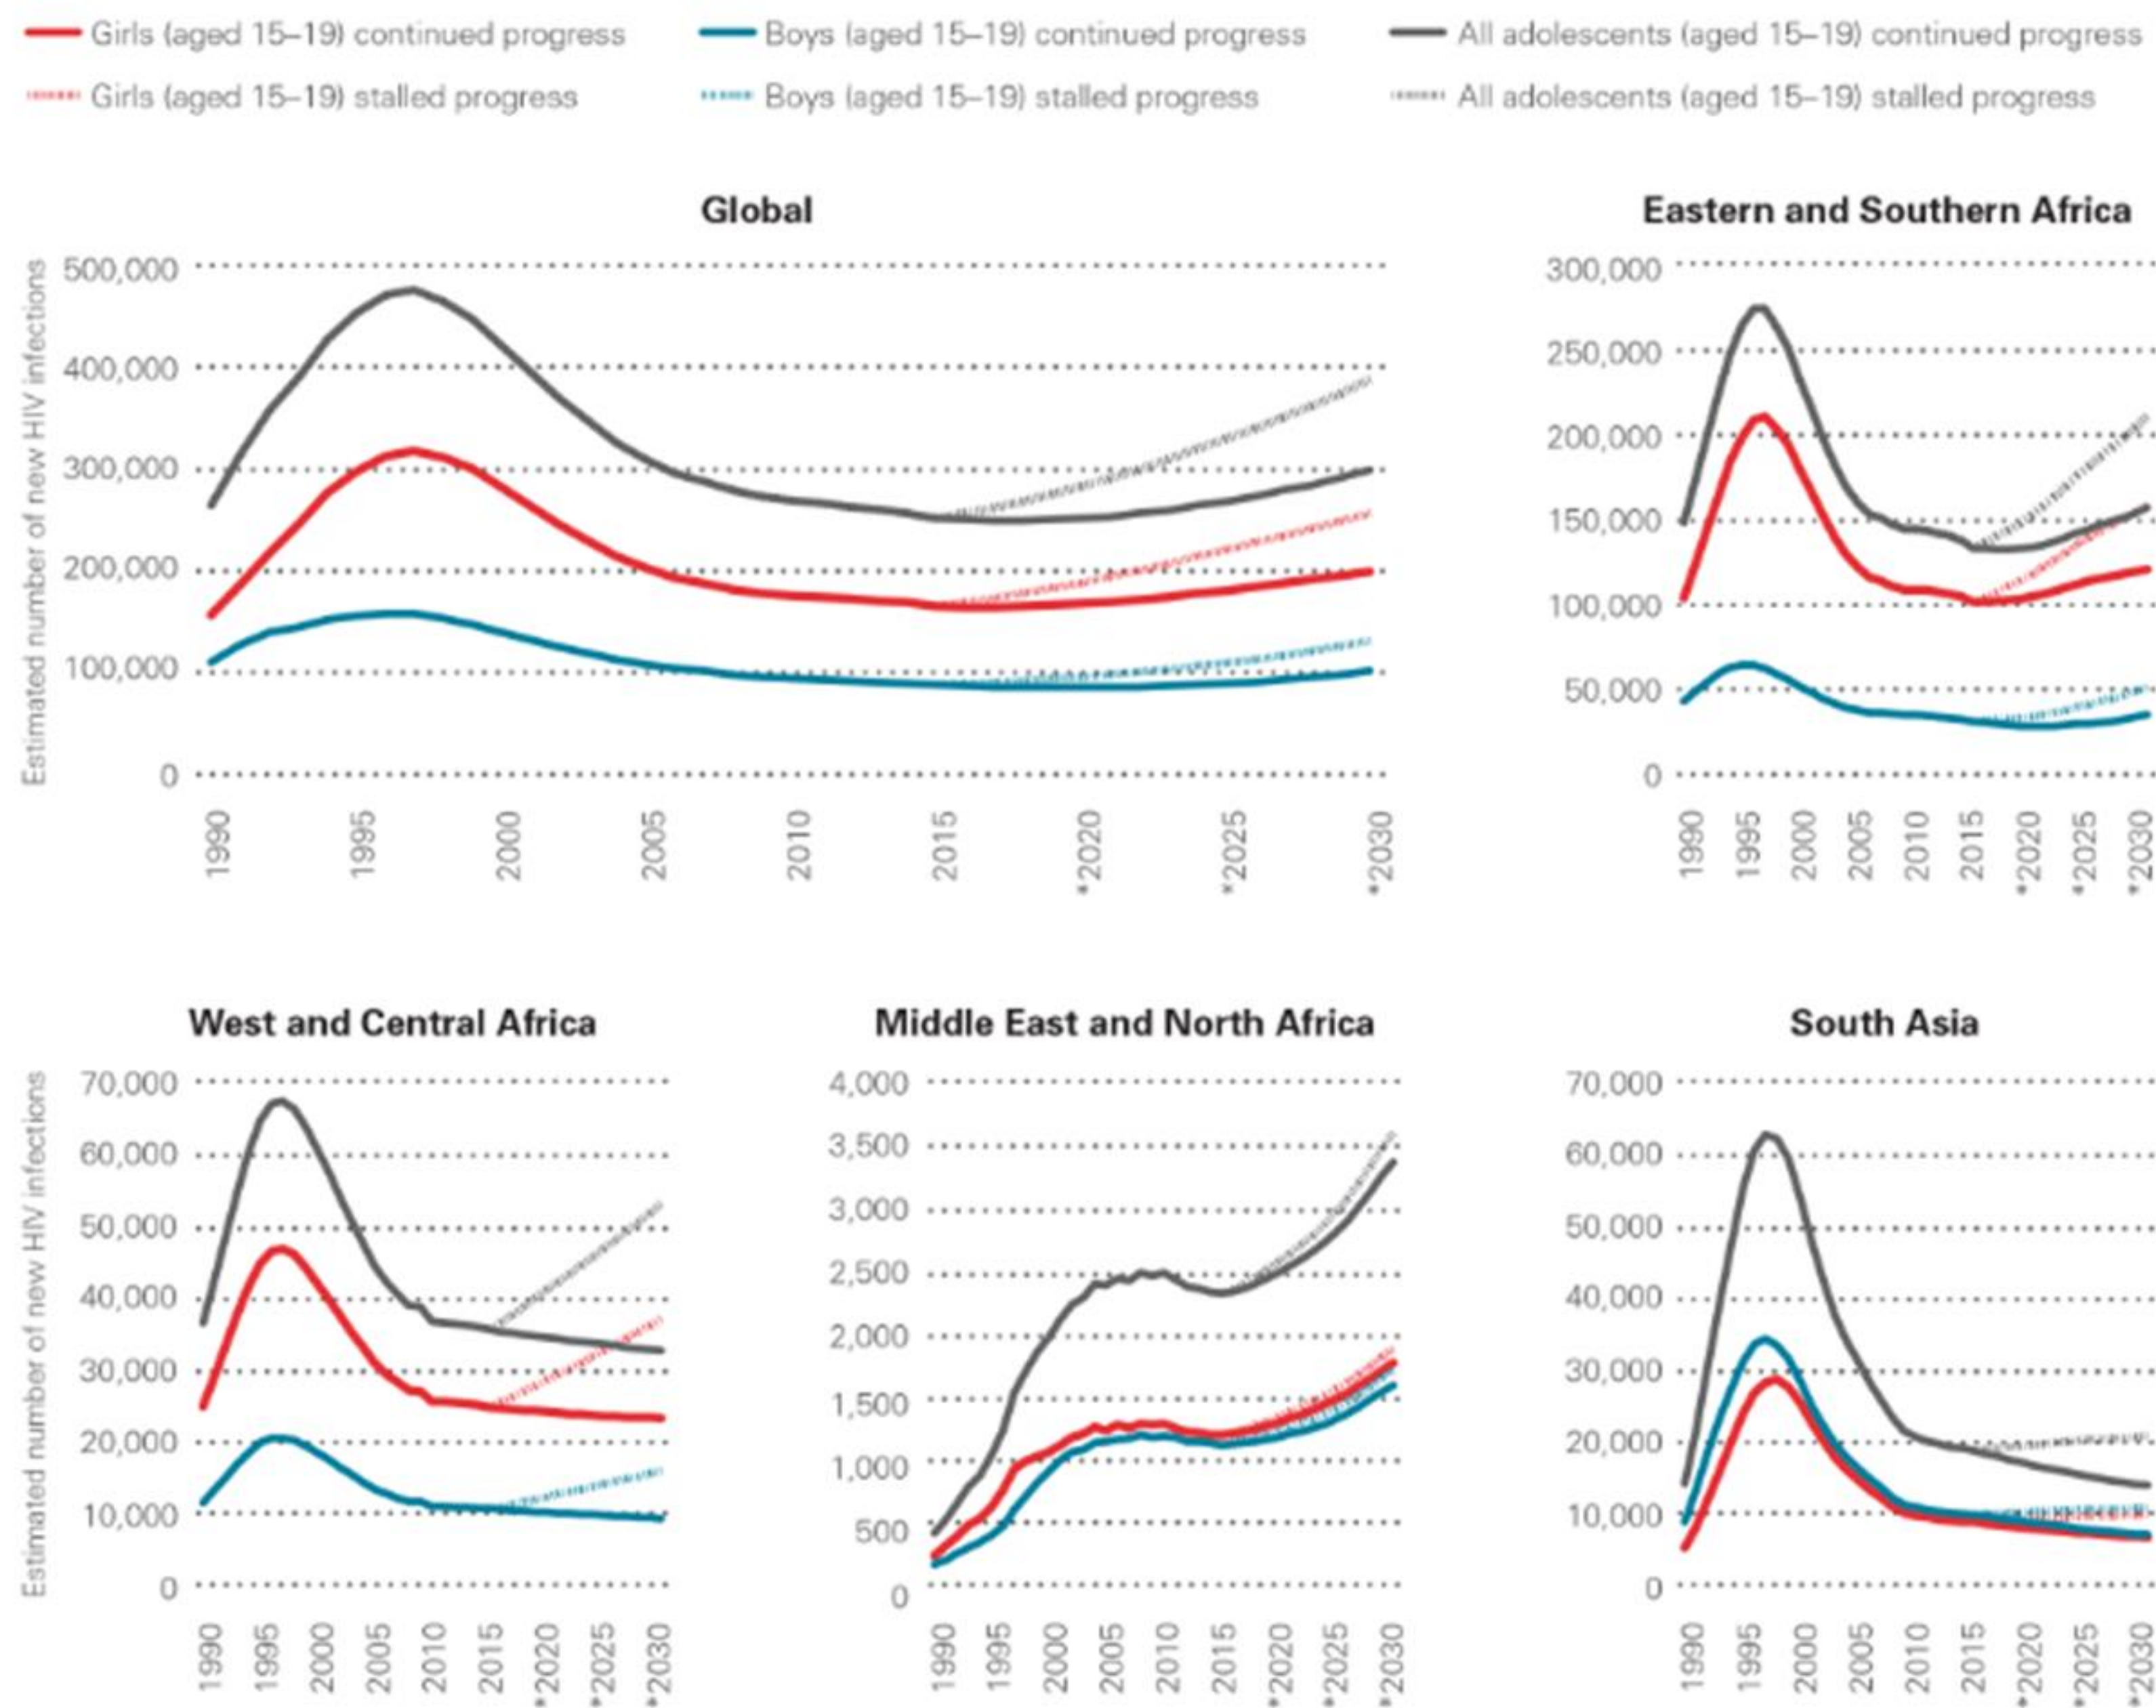 Girls (aged 15–19) continued progress
Boys (aged 15–19) continued progress
All adolescents (aged 15–19) continued progress
Girls (aged 15–19) stalled progress
Boys (aged 15–19) stalled progress
All adolescents (aged 15–19) stalled progress
Global
Estimated number of new HIV infections
500,000
400,000
300,000
200,000
100,000
0
1990 1995 2000 2005 2010 2015 *2020 *2025 *2030
Eastern and Southern Africa
300,000
250,000
200,000
150,000
100,000
50,000
0
1990 1995 2000 2005 2010 2015 *2020 *2025 *2030
West and Central Africa
Estimated number of new HIV infections
70,000
60,000
50,000
40,000
30,000
20,000
10,000
0
1990 1995 2000 2005 2010 2015 *2020 *2025 *2030
Middle East and North Africa
4,000
3,500
3,000
2,500
2,000
1,500
1,000
500
0
1990 1995 2000 2005 2010 2015 *2020 *2025 *2030
South Asia
70,000
60,000
50,000
40,000
30,000
20,000
10,000
0
1990 1995 2000 2005 2010 2015 *2020 *2025 *2030